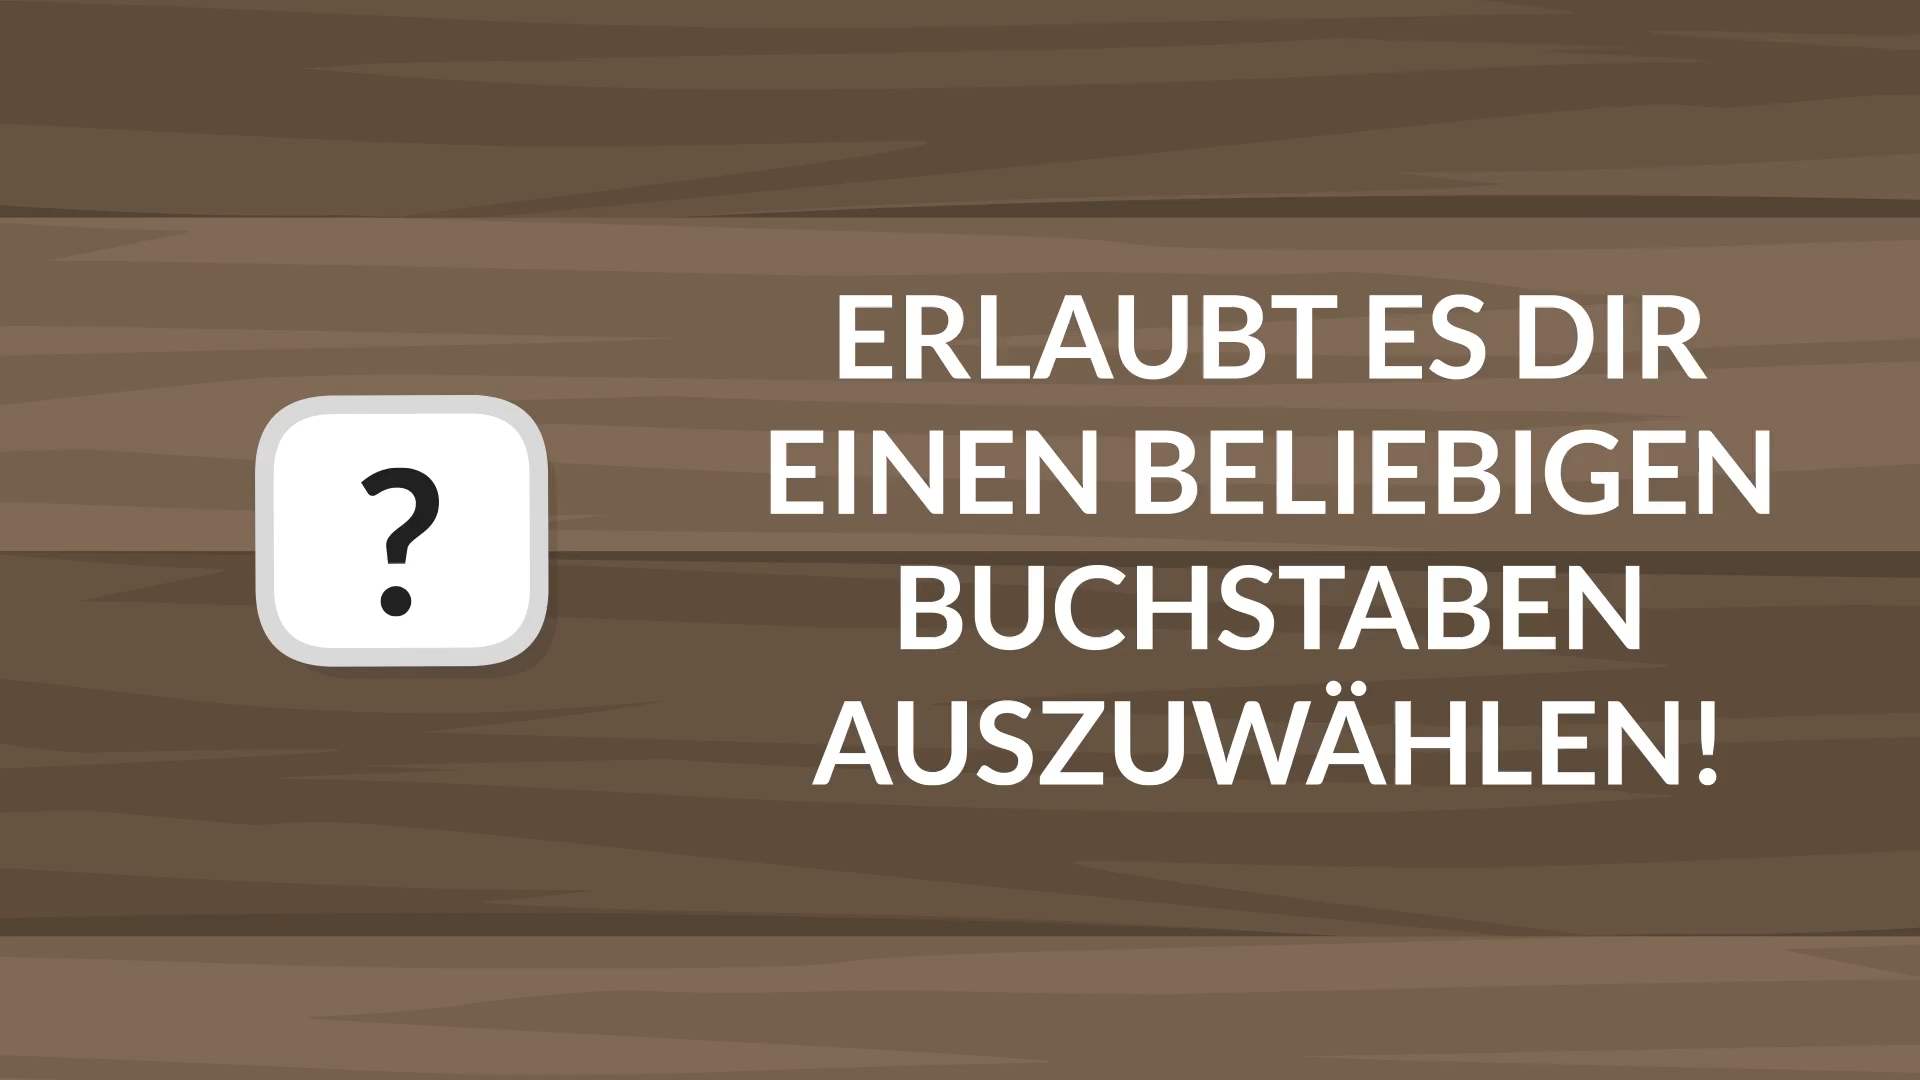 ?
ERLAUBT ES DIR
EINEN BELIEBIGEN
BUCHSTABEN
AUSZUWÄHLEN!